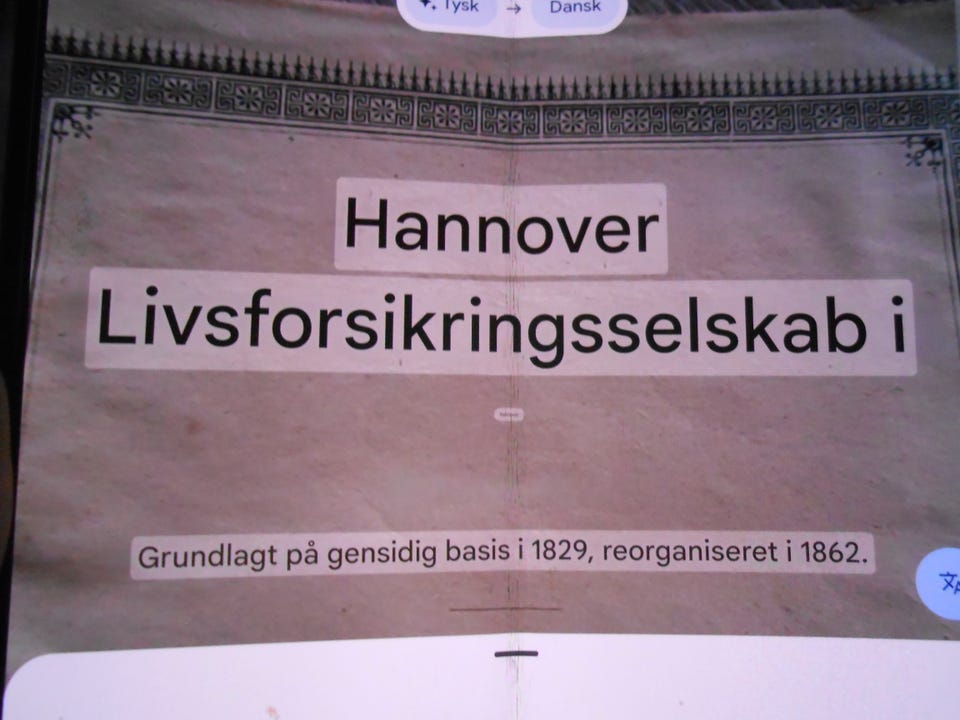 Tysk → Dansk
Hannover
Livsforsikringsselskab i
Grundlagt på gensidig basis i 1829, reorganiseret i 1862.